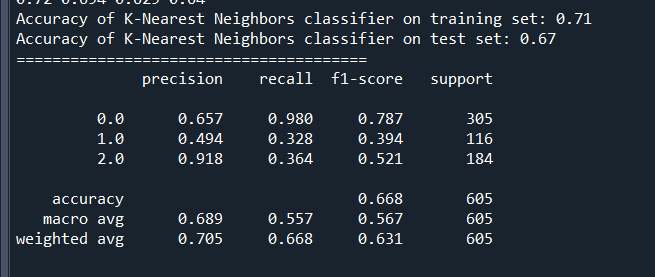 0.72 0.694 0.629 0.64
Accuracy of K-Nearest Neighbors classifier on training set: 0.71
Accuracy of K-Nearest Neighbors classifier on test set: 0.67
=======================================
precision recall f1-score support
0.0 0.657 0.980 0.787 305
1.0 0.494 0.328 0.394 116
2.0 0.918 0.364 0.521 184
accuracy 0.668 605
macro avg 0.689 0.557 0.567 605
weighted avg 0.705 0.668 0.631 605